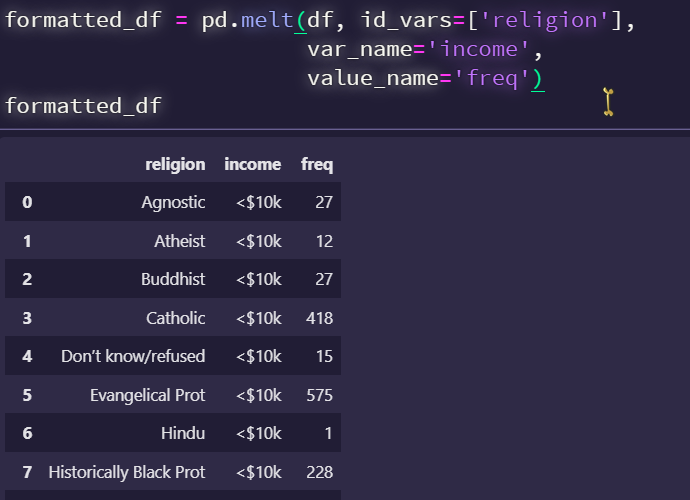 formatted_df = pd.melt(df, id_vars=['religion'],
var_name='income',
value_name='freq')
formatted_df
religion income freq
0 Agnostic <$10k 27
1 Atheist <$10k 12
2 Buddhist <$10k 27
3 Catholic <$10k 418
4 Don’t know/refused <$10k 15
5 Evangelical Prot <$10k 575
6 Hindu <$10k 1
7 Historically Black Prot <$10k 228